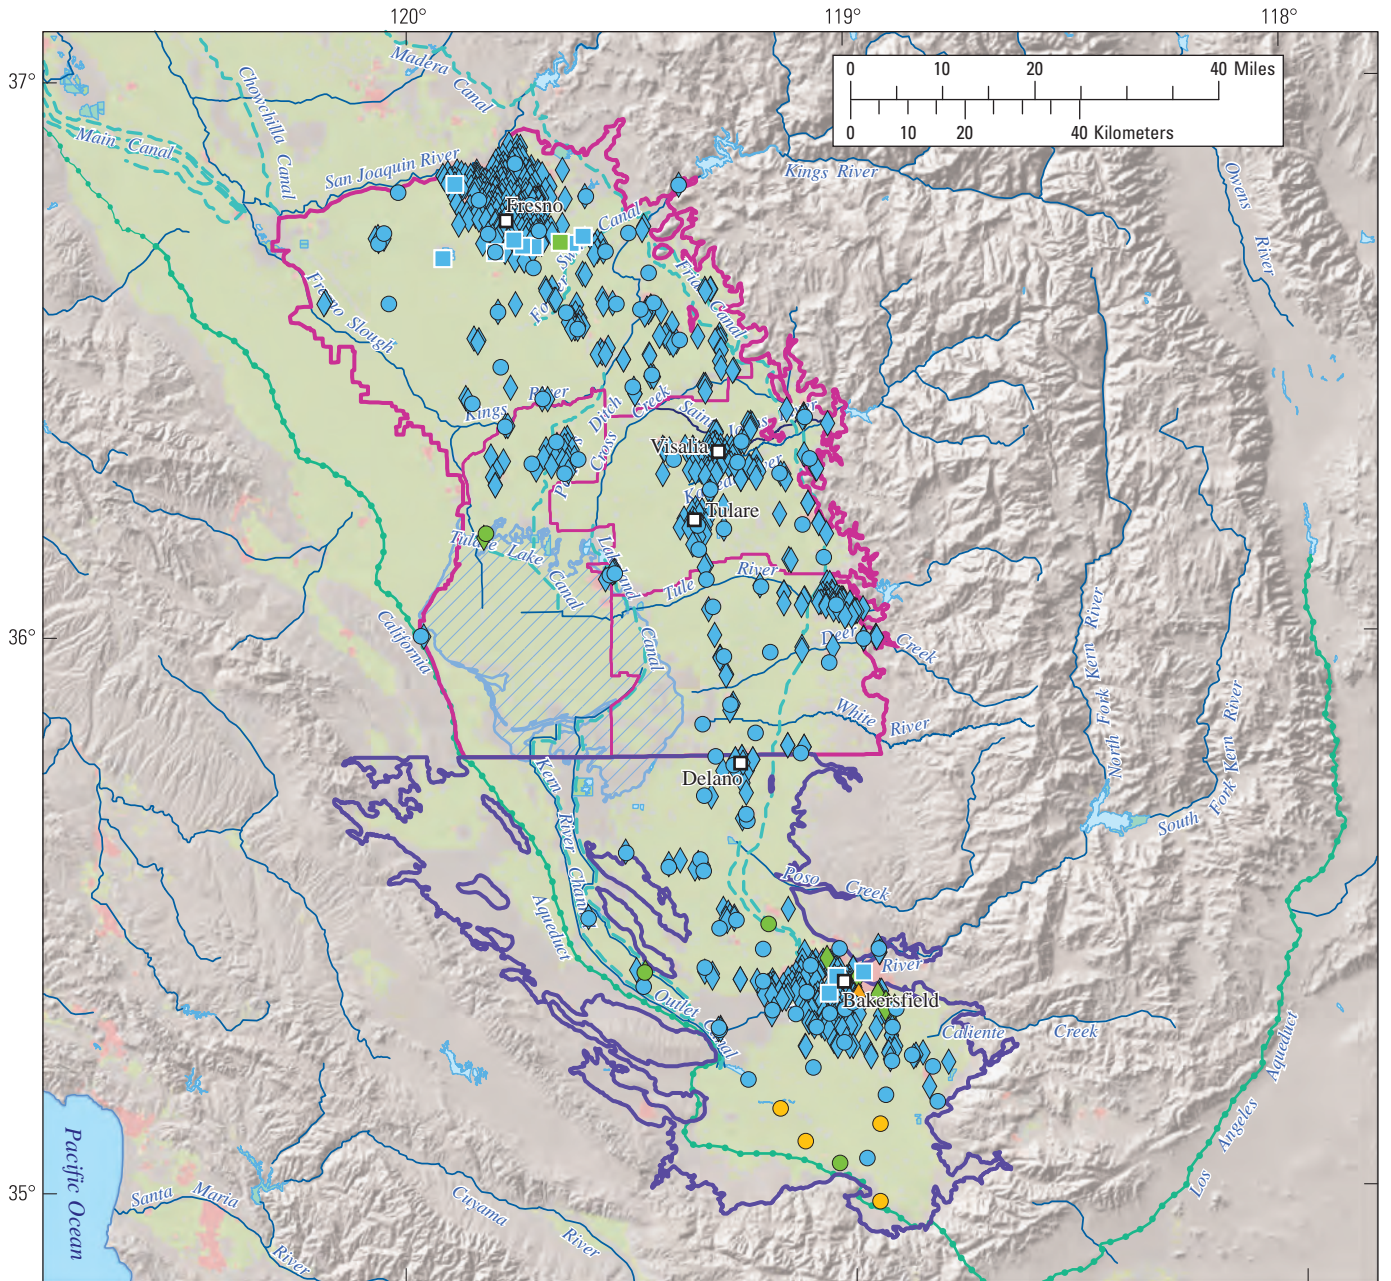 120°
119°
118°
37°
36°
35°
0 10 20 40 Miles
0 10 20 40 Kilometers
Madera Canal
Chowchilla Canal
Main Canal
San Joaquin River
Kings River
Owens River
Fresno
Canal
Friant Canal
Fresno Slough
Kings River
Ditch
Cross Creek
Saint Johns River
Visalia
Tulare
Tulare Lake Canal
Lakeland Canal
Tule River
California
Deer Creek
White River
North Fork Kern River
South Fork Kern River
Delano
Kern River Channel
Poso Creek
Aqueduct
River
Bakersfield
Outlet Canal
Caliente Creek
Los Angeles Aqueduct
Pacific Ocean
Santa Maria River
Cuyama River